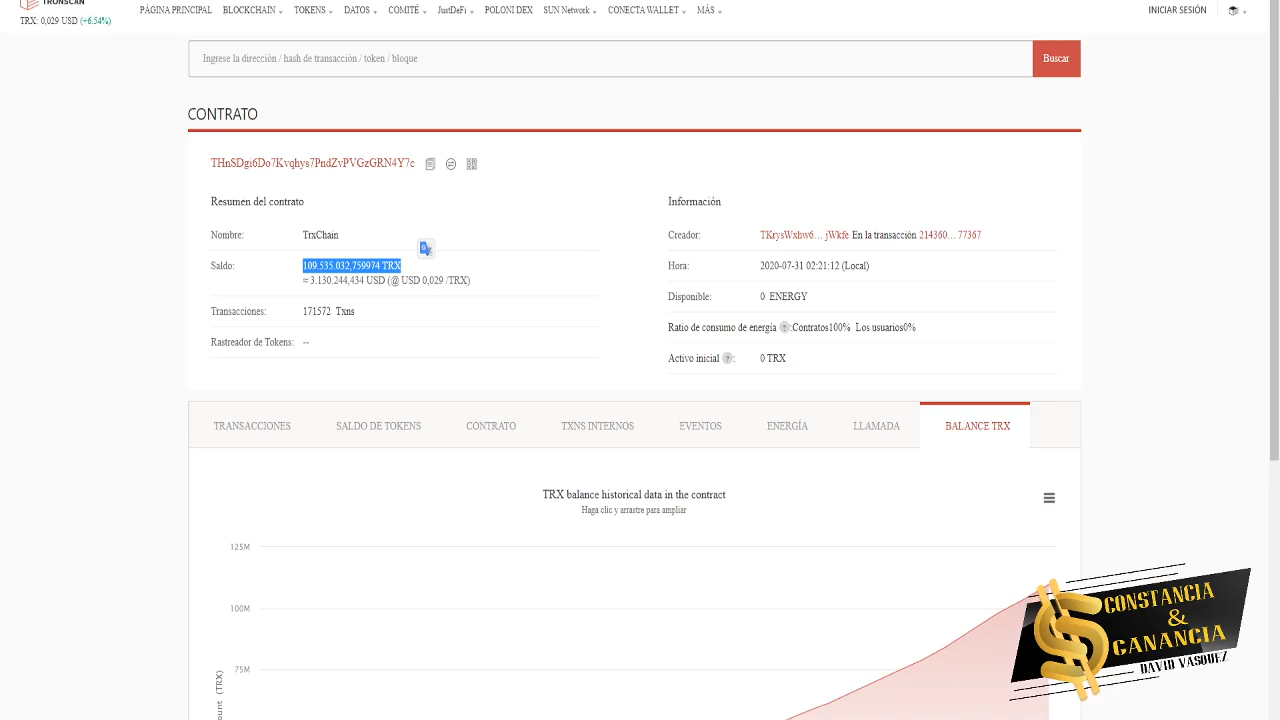 TRONSCAN
TRX: 0,029 USD (+6.54%)
PÁGINA PRINCIPAL BLOCKCHAIN TOKENS DATOS COMITÉ JustDeFi POLONI DEX SUN Network CONECTA WALLET MÁS INICIAR SESIÓN
Ingrese la dirección / hash de transacción / token / bloque Buscar
CONTRATO
THnSDgi6Do7Kvqhys7PndZvPVGzGRN4Y7c
Resumen del contrato
Nombre: TrxChain
Saldo: 109.535.032,759974 TRX
≈ 3.130.244,434 USD (@ USD 0,029 /TRX)
Transacciones: 171572 Txns
Rastreador de Tokens: --
Información
Creador: TKrysWxhw6... jWkfe En la transacción 214360... 77367
Hora: 2020-07-31 02:21:12 (Local)
Disponible: 0 ENERGY
Ratio de consumo de energía ?:Contratos100% Los usuarios0%
Activo inicial ?: 0 TRX
TRANSACCIONES SALDO DE TOKENS CONTRATO TXNS INTERNOS EVENTOS ENERGÍA LLAMADA BALANCE TRX
TRX balance historical data in the contract
Haga clic y arrastre para ampliar
125M
100M
75M
ount (TRX)
CONSTANCIA
&
GANANCIA
DAVID VASQUEZ